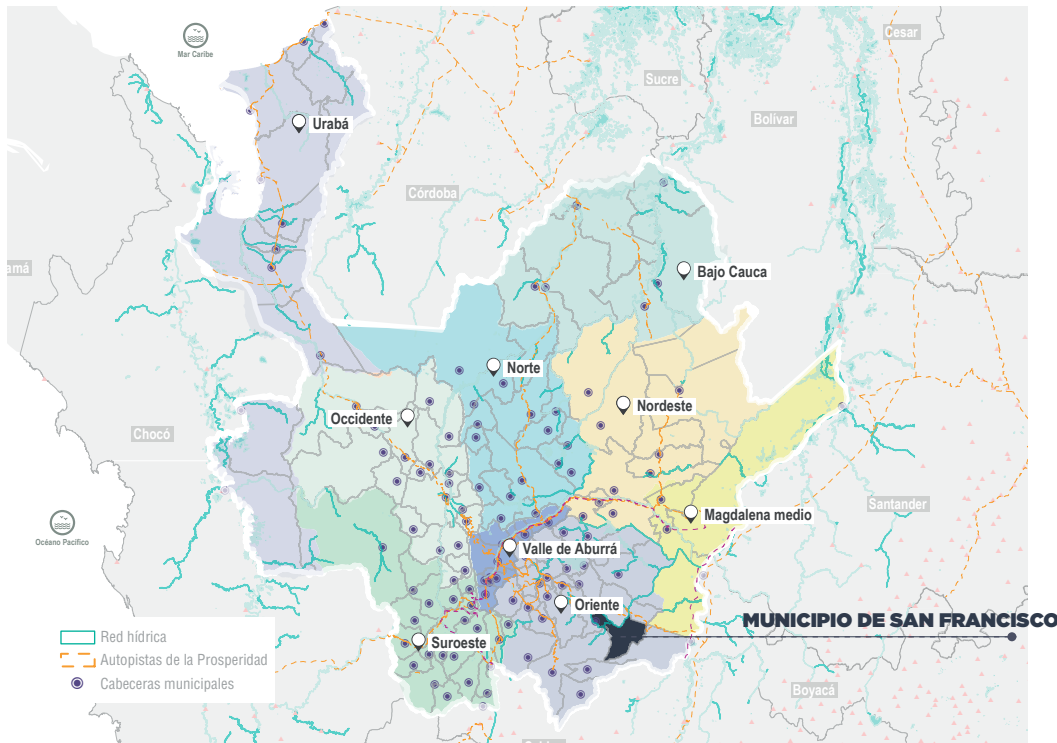 Mar Caribe
Cesar
Sucre
Bolívar
Urabá
Córdoba
amá
Bajo Cauca
Norte
Nordeste
Occidente
Chocó
Santander
Magdalena medio
Océano Pacífico
Valle de Aburrá
Oriente
MUNICIPIO DE SAN FRANCISCO
Suroeste
Red hídrica
Autopistas de la Prosperidad
Cabeceras municipales
Boyacá